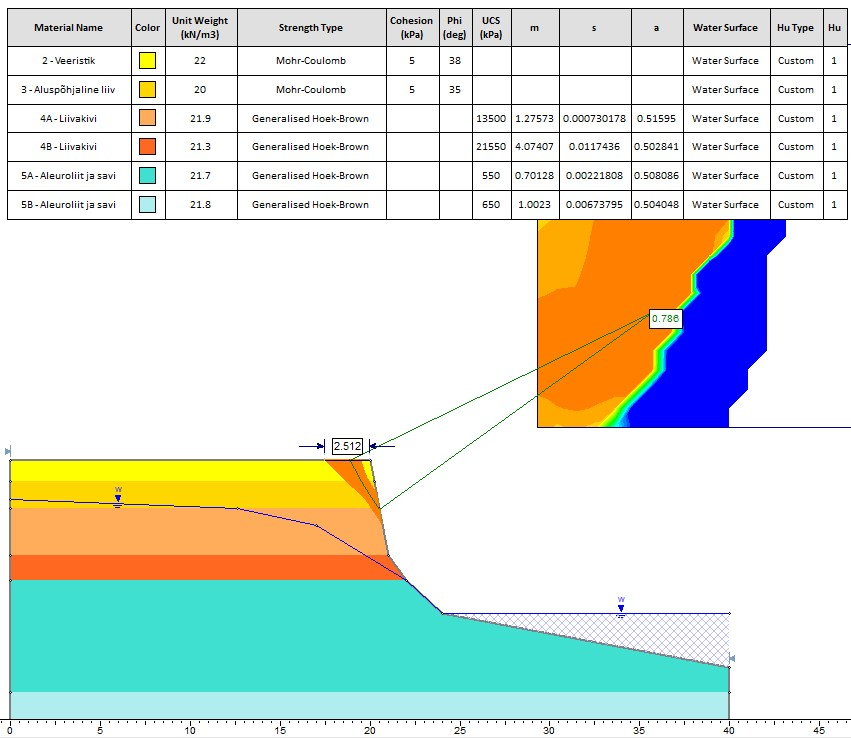 Material Name Color Unit Weight (kN/m3) Strength Type Cohesion (kPa) Phi (deg) UCS (kPa) m s a Water Surface Hu Type Hu
2 - Veeristik 22 Mohr-Coulomb 5 38 Water Surface Custom 1
3 - Aluspõhjaline liiv 20 Mohr-Coulomb 5 35 Water Surface Custom 1
4A - Liivakivi 21.9 Generalised Hoek-Brown 13500 1.27573 0.000730178 0.51595 Water Surface Custom 1
4B - Liivakivi 21.3 Generalised Hoek-Brown 21550 4.07407 0.0117436 0.502841 Water Surface Custom 1
5A - Aleuroliit ja savi 21.7 Generalised Hoek-Brown 550 0.70128 0.00221808 0.508086 Water Surface Custom 1
5B - Aleuroliit ja savi 21.8 Generalised Hoek-Brown 650 1.0023 0.00673795 0.504048 Water Surface Custom 1
0.786
2.512
W
W
0 5 10 15 20 25 30 35 40 45